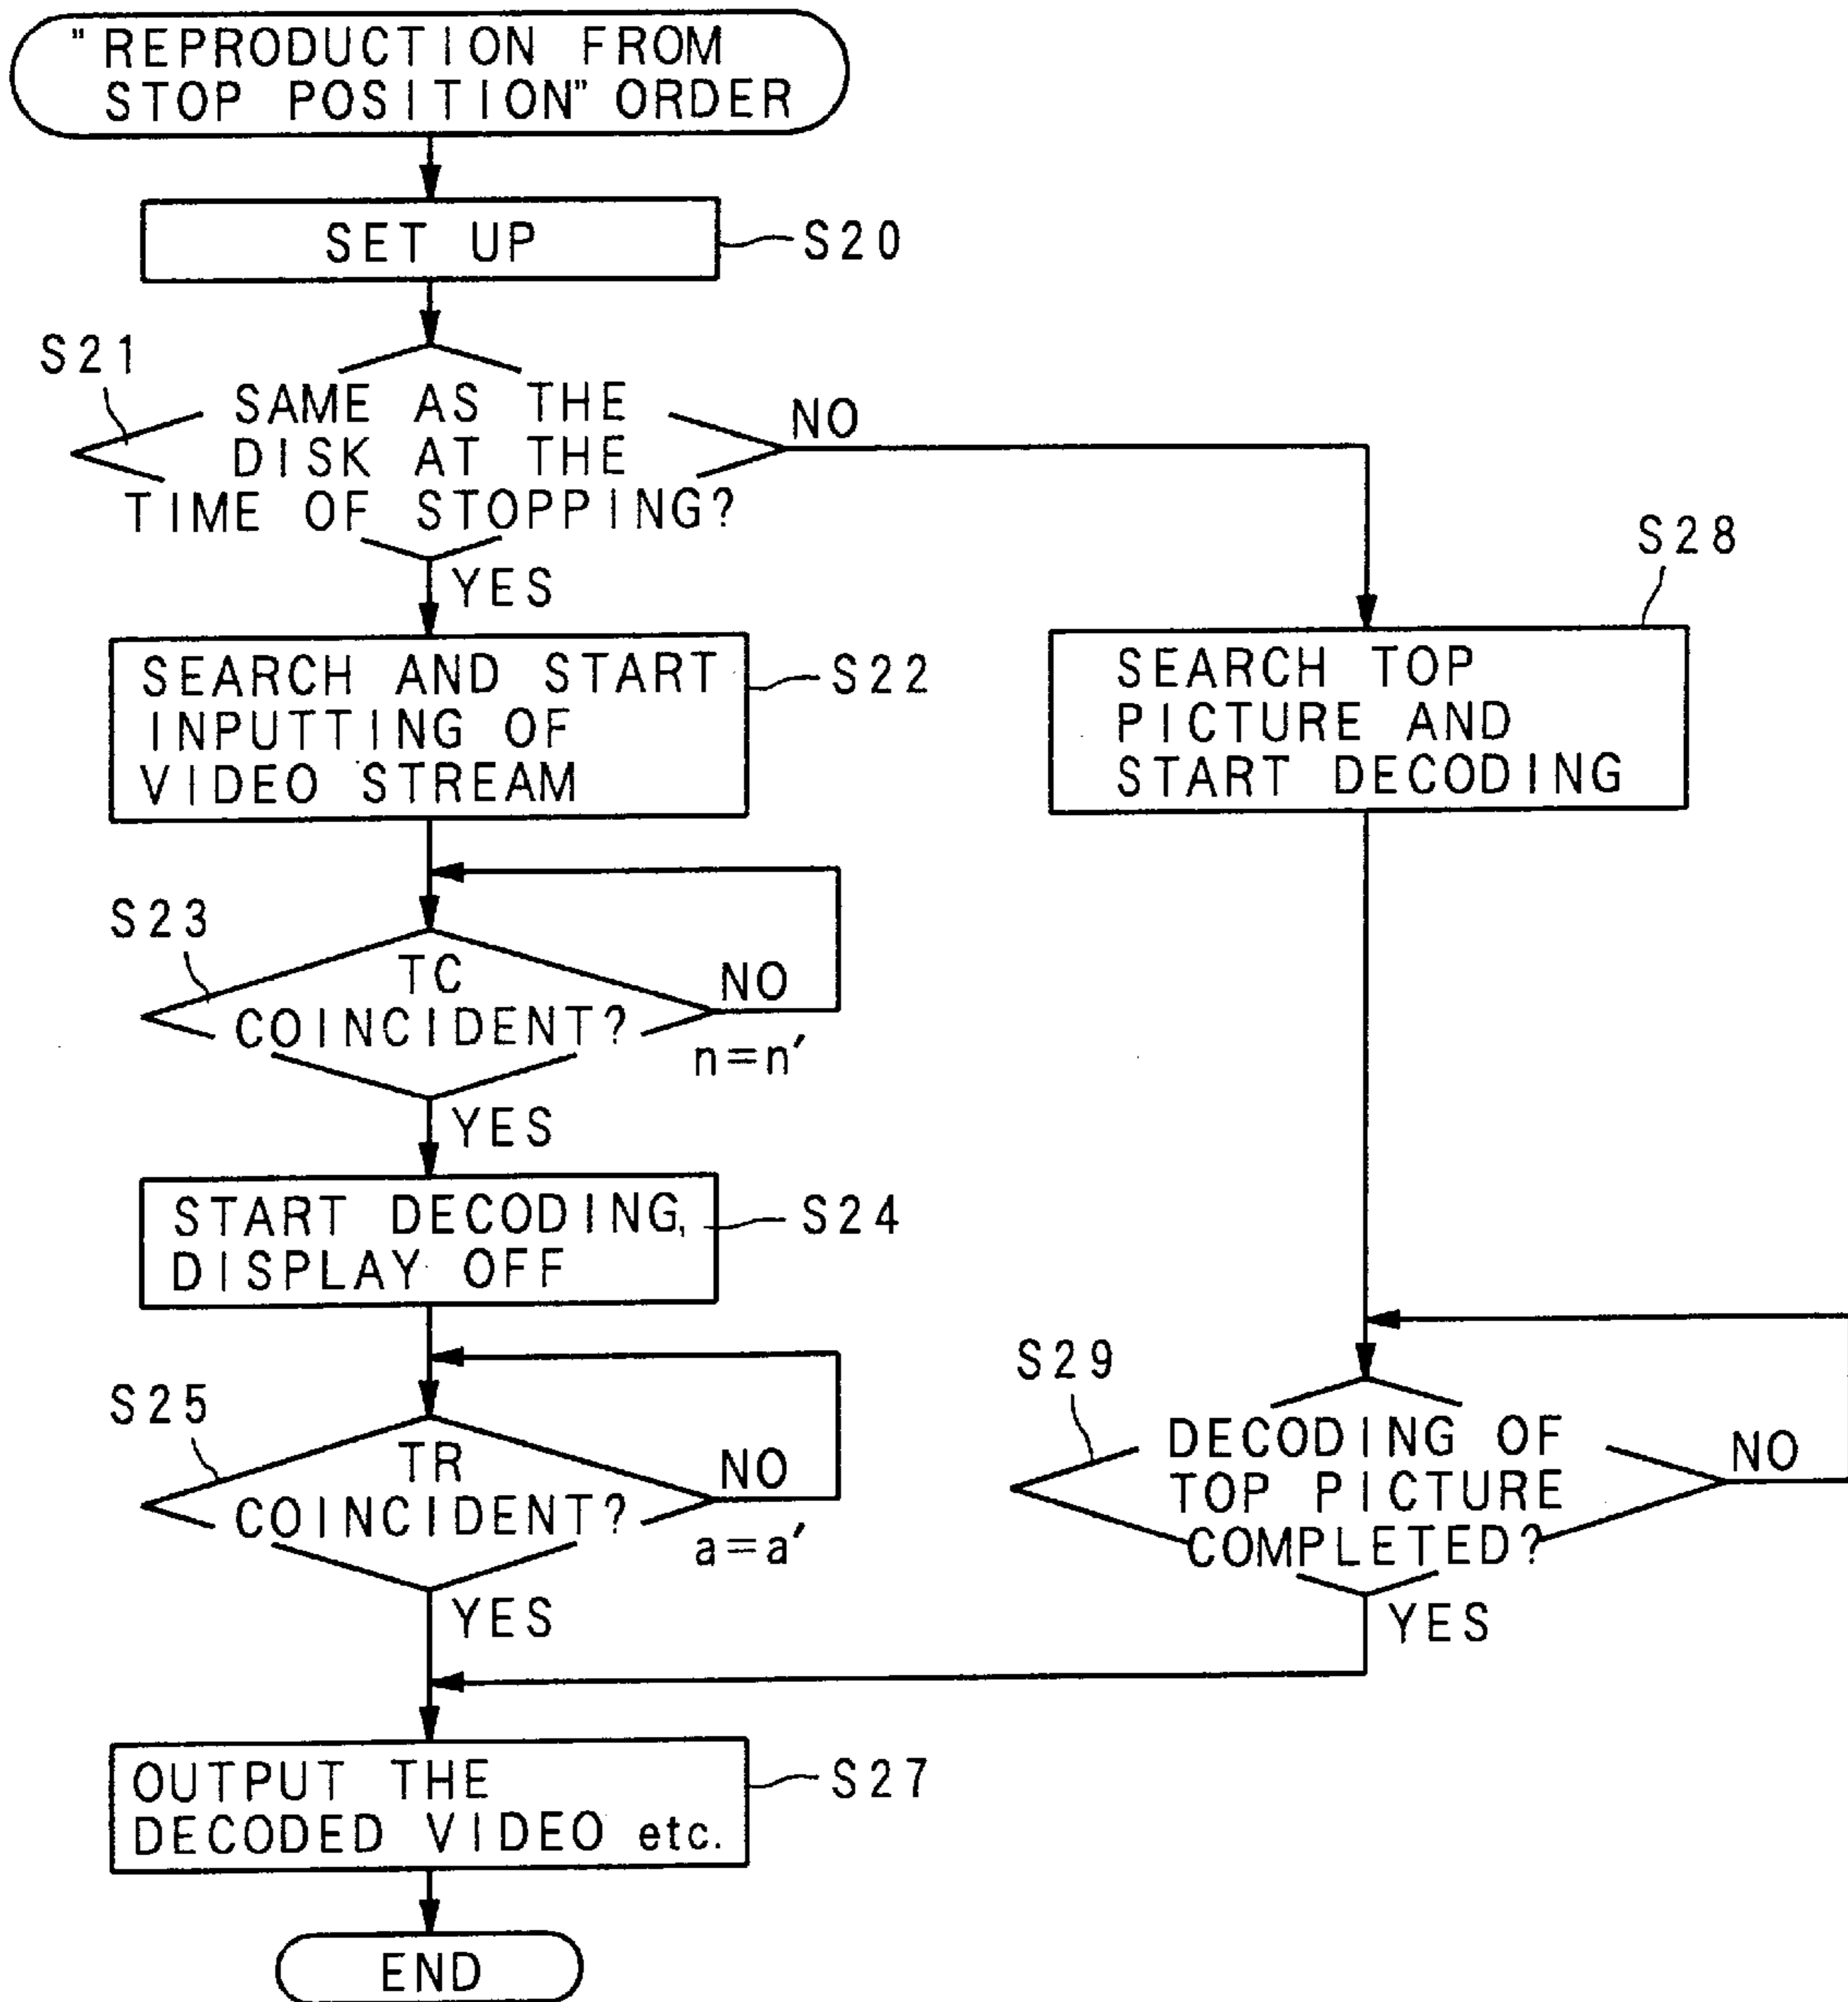 "REPRODUCTION FROM
STOP POSITION" ORDER
SET UP
S20
S21
SAME AS THE
DISK AT THE
TIME OF STOPPING?
NO
YES
SEARCH AND START
INPUTTING OF
VIDEO STREAM
S22
S28
SEARCH TOP
PICTURE AND
START DECODING
S23
TC
COINCIDENT?
NO
n=n′
YES
START DECODING,
DISPLAY OFF
S24
S25
TR
COINCIDENT?
NO
a=a′
YES
S29
DECODING OF
TOP PICTURE
COMPLETED?
NO
YES
OUTPUT THE
DECODED VIDEO etc.
S27
END